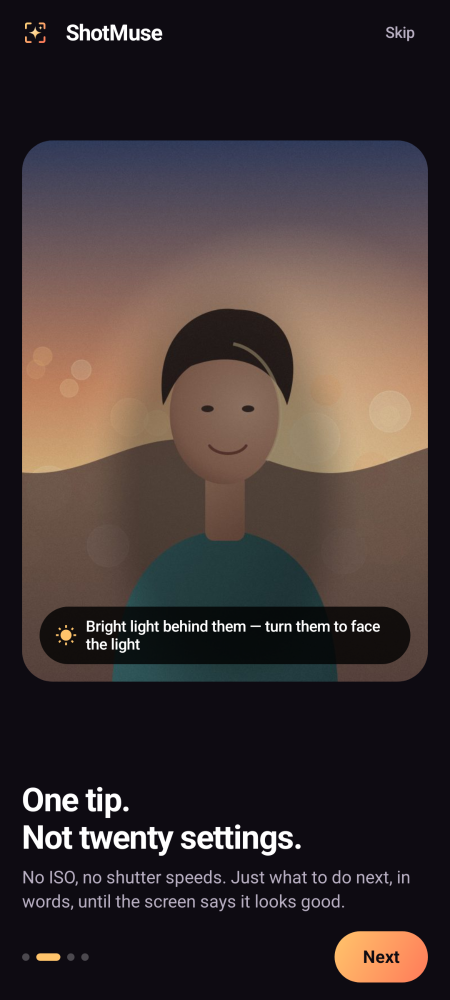 ShotMuse
Skip
Bright light behind them — turn them to face
the light
One tip.
Not twenty settings.
No ISO, no shutter speeds. Just what to do next, in
words, until the screen says it looks good.
Next